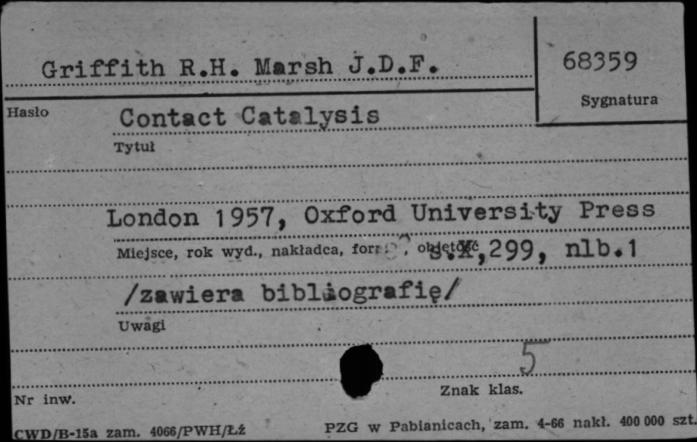 Griffith R.H. Marsh J.D.F.
68359
Sygnatura
Hasło
Contact Catalysis
Tytuł
London 1957, Oxford University Press
Miejsce, rok wyd., nakładca, objętość
s.X,299, nlb.1
/zawiera bibliografię/
Uwagi
5
Nr inw.
Znak klas.
CWD/B-15a zam. 4066/PWH/Łź
PZG w Pabianicach, zam. 4-66 nakł. 400 000 szt.